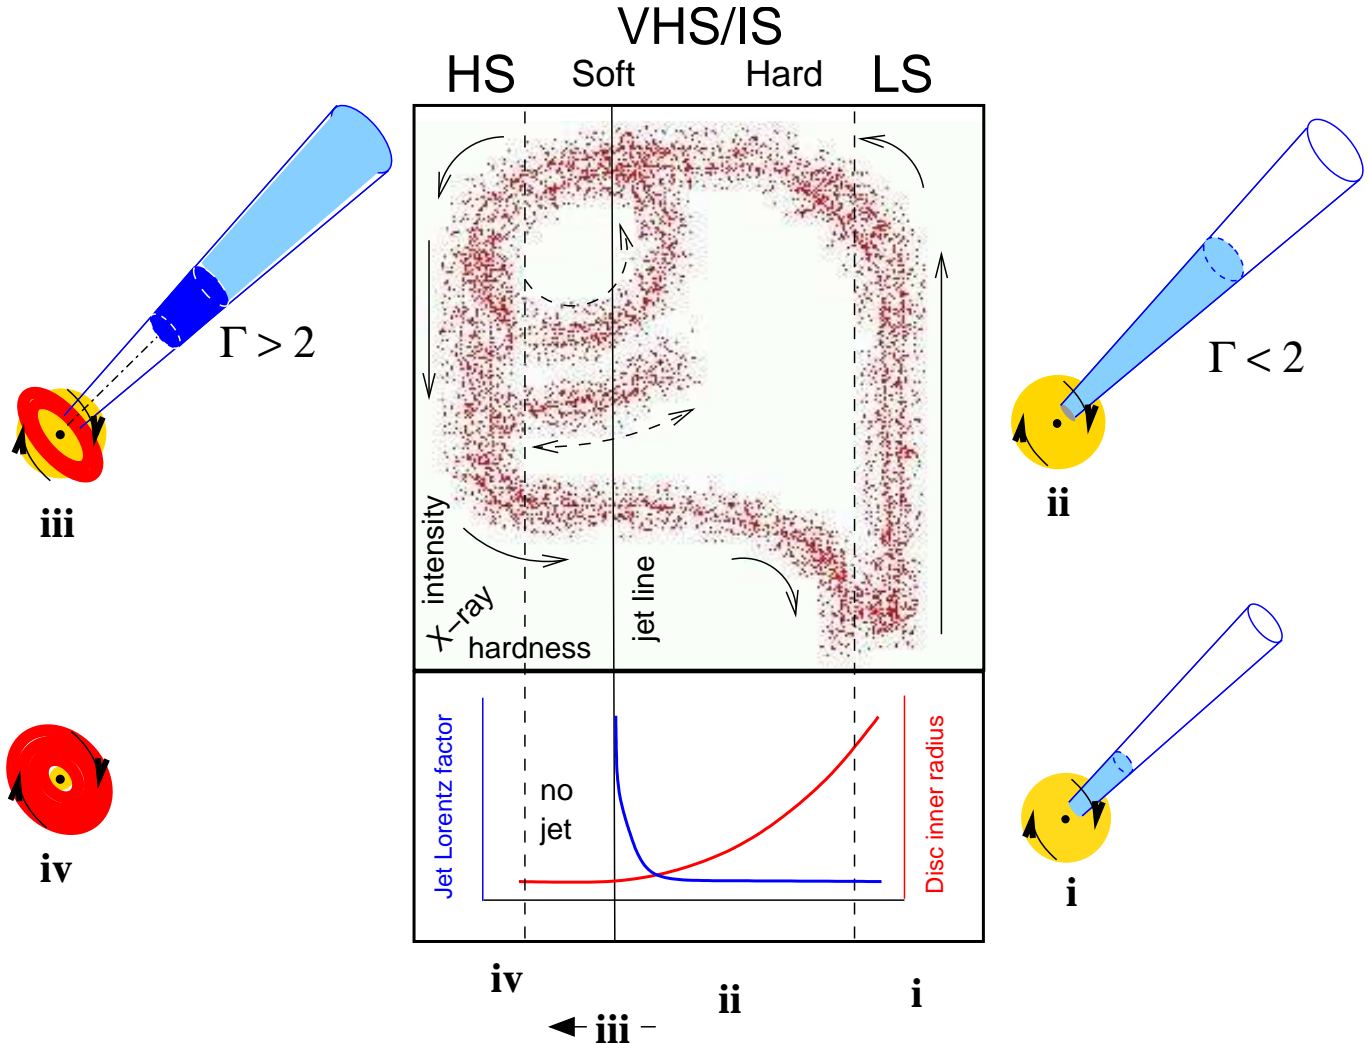 VHS/IS
HS Soft Hard LS
Γ > 2
Γ < 2
iii
ii
intensity
X-ray
hardness
jet line
Jet Lorentz factor
no
jet
Disc inner radius
iv
i
iv
ii
i
iii